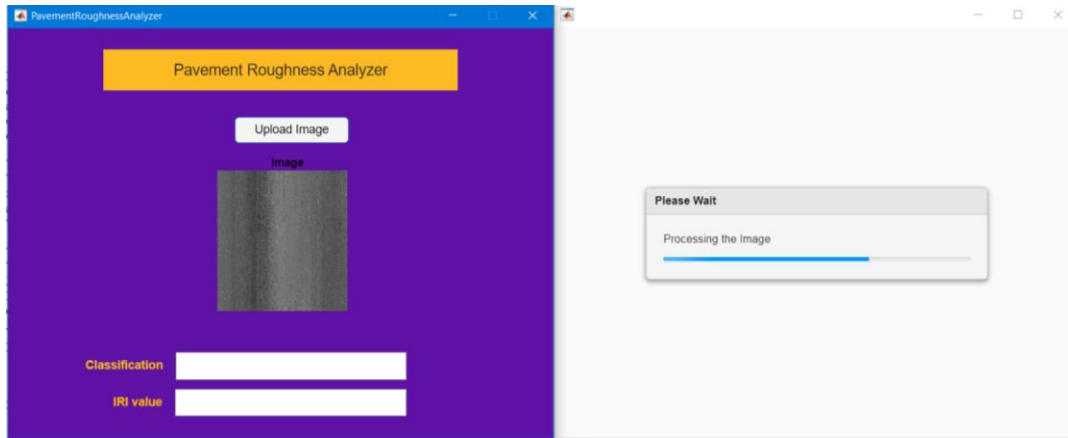 PavementRoughnessAnalyzer
Pavement Roughness Analyzer
Upload Image
Image
Classification
IRI value
Please Wait
Processing the Image